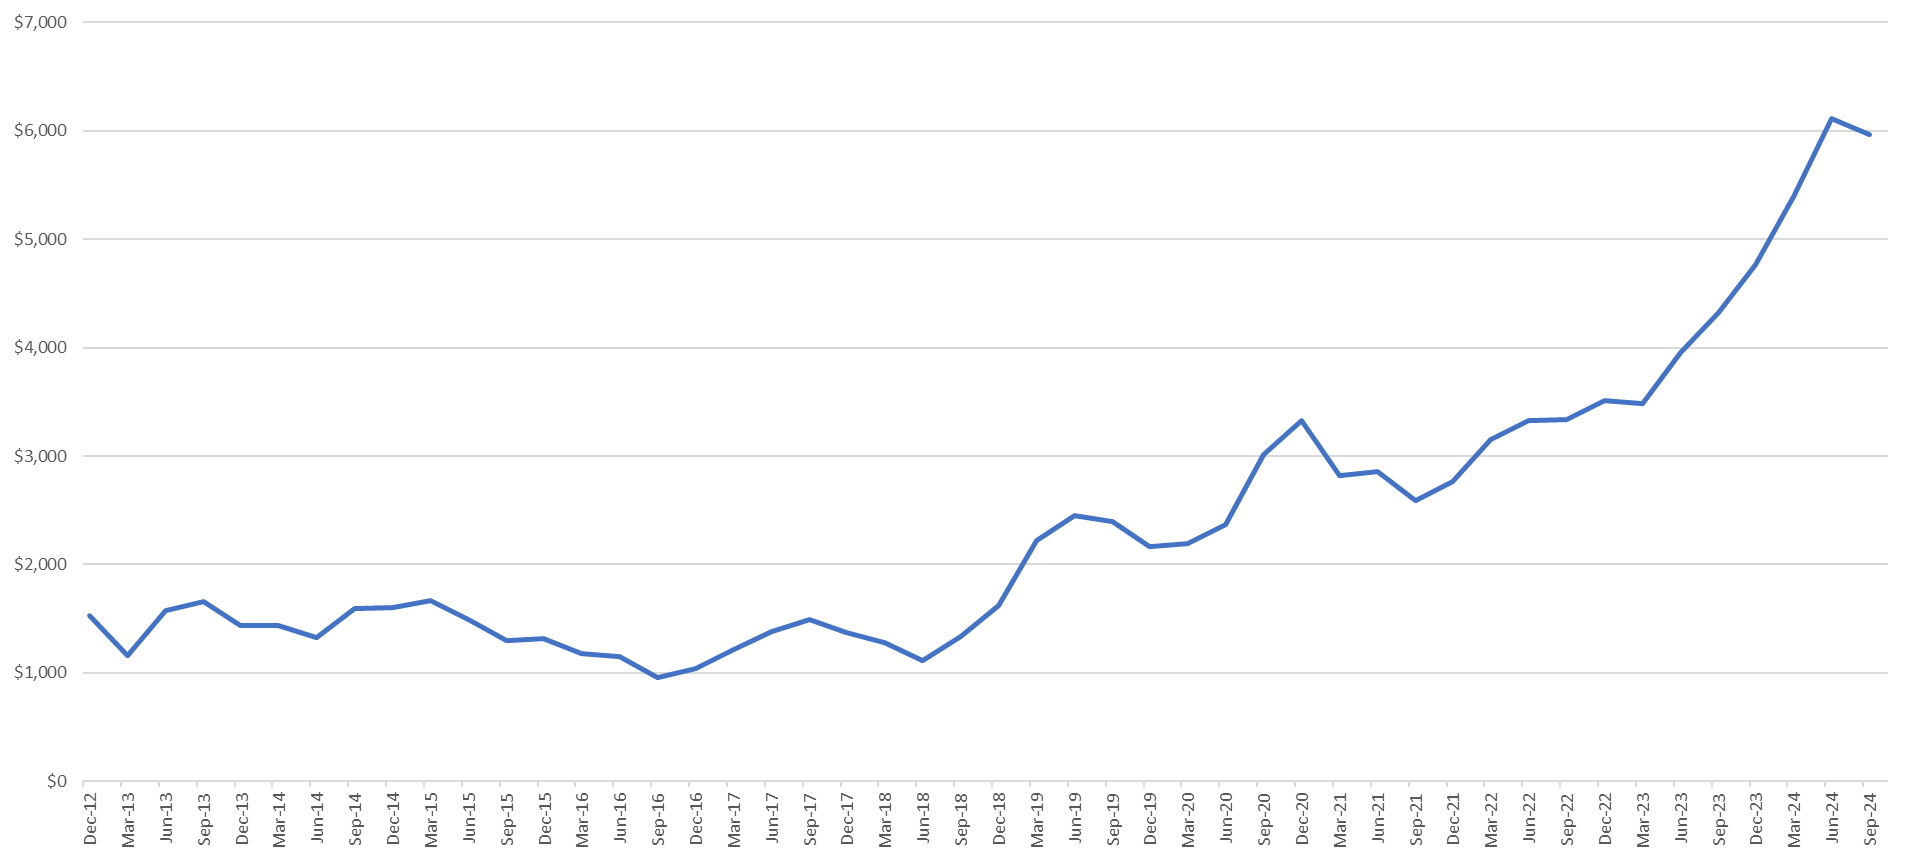 $7,000
$6,000
$5,000
$4,000
$3,000
$2,000
$1,000
$0
Dec-12
Mar-13
Jun-13
Sep-13
Dec-13
Mar-14
Jun-14
Sep-14
Dec-14
Mar-15
Jun-15
Sep-15
Dec-15
Mar-16
Jun-16
Sep-16
Dec-16
Mar-17
Jun-17
Sep-17
Dec-17
Mar-18
Jun-18
Sep-18
Dec-18
Mar-19
Jun-19
Sep-19
Dec-19
Mar-20
Jun-20
Sep-20
Dec-20
Mar-21
Jun-21
Sep-21
Dec-21
Mar-22
Jun-22
Sep-22
Dec-22
Mar-23
Jun-23
Sep-23
Dec-23
Mar-24
Jun-24
Sep-24